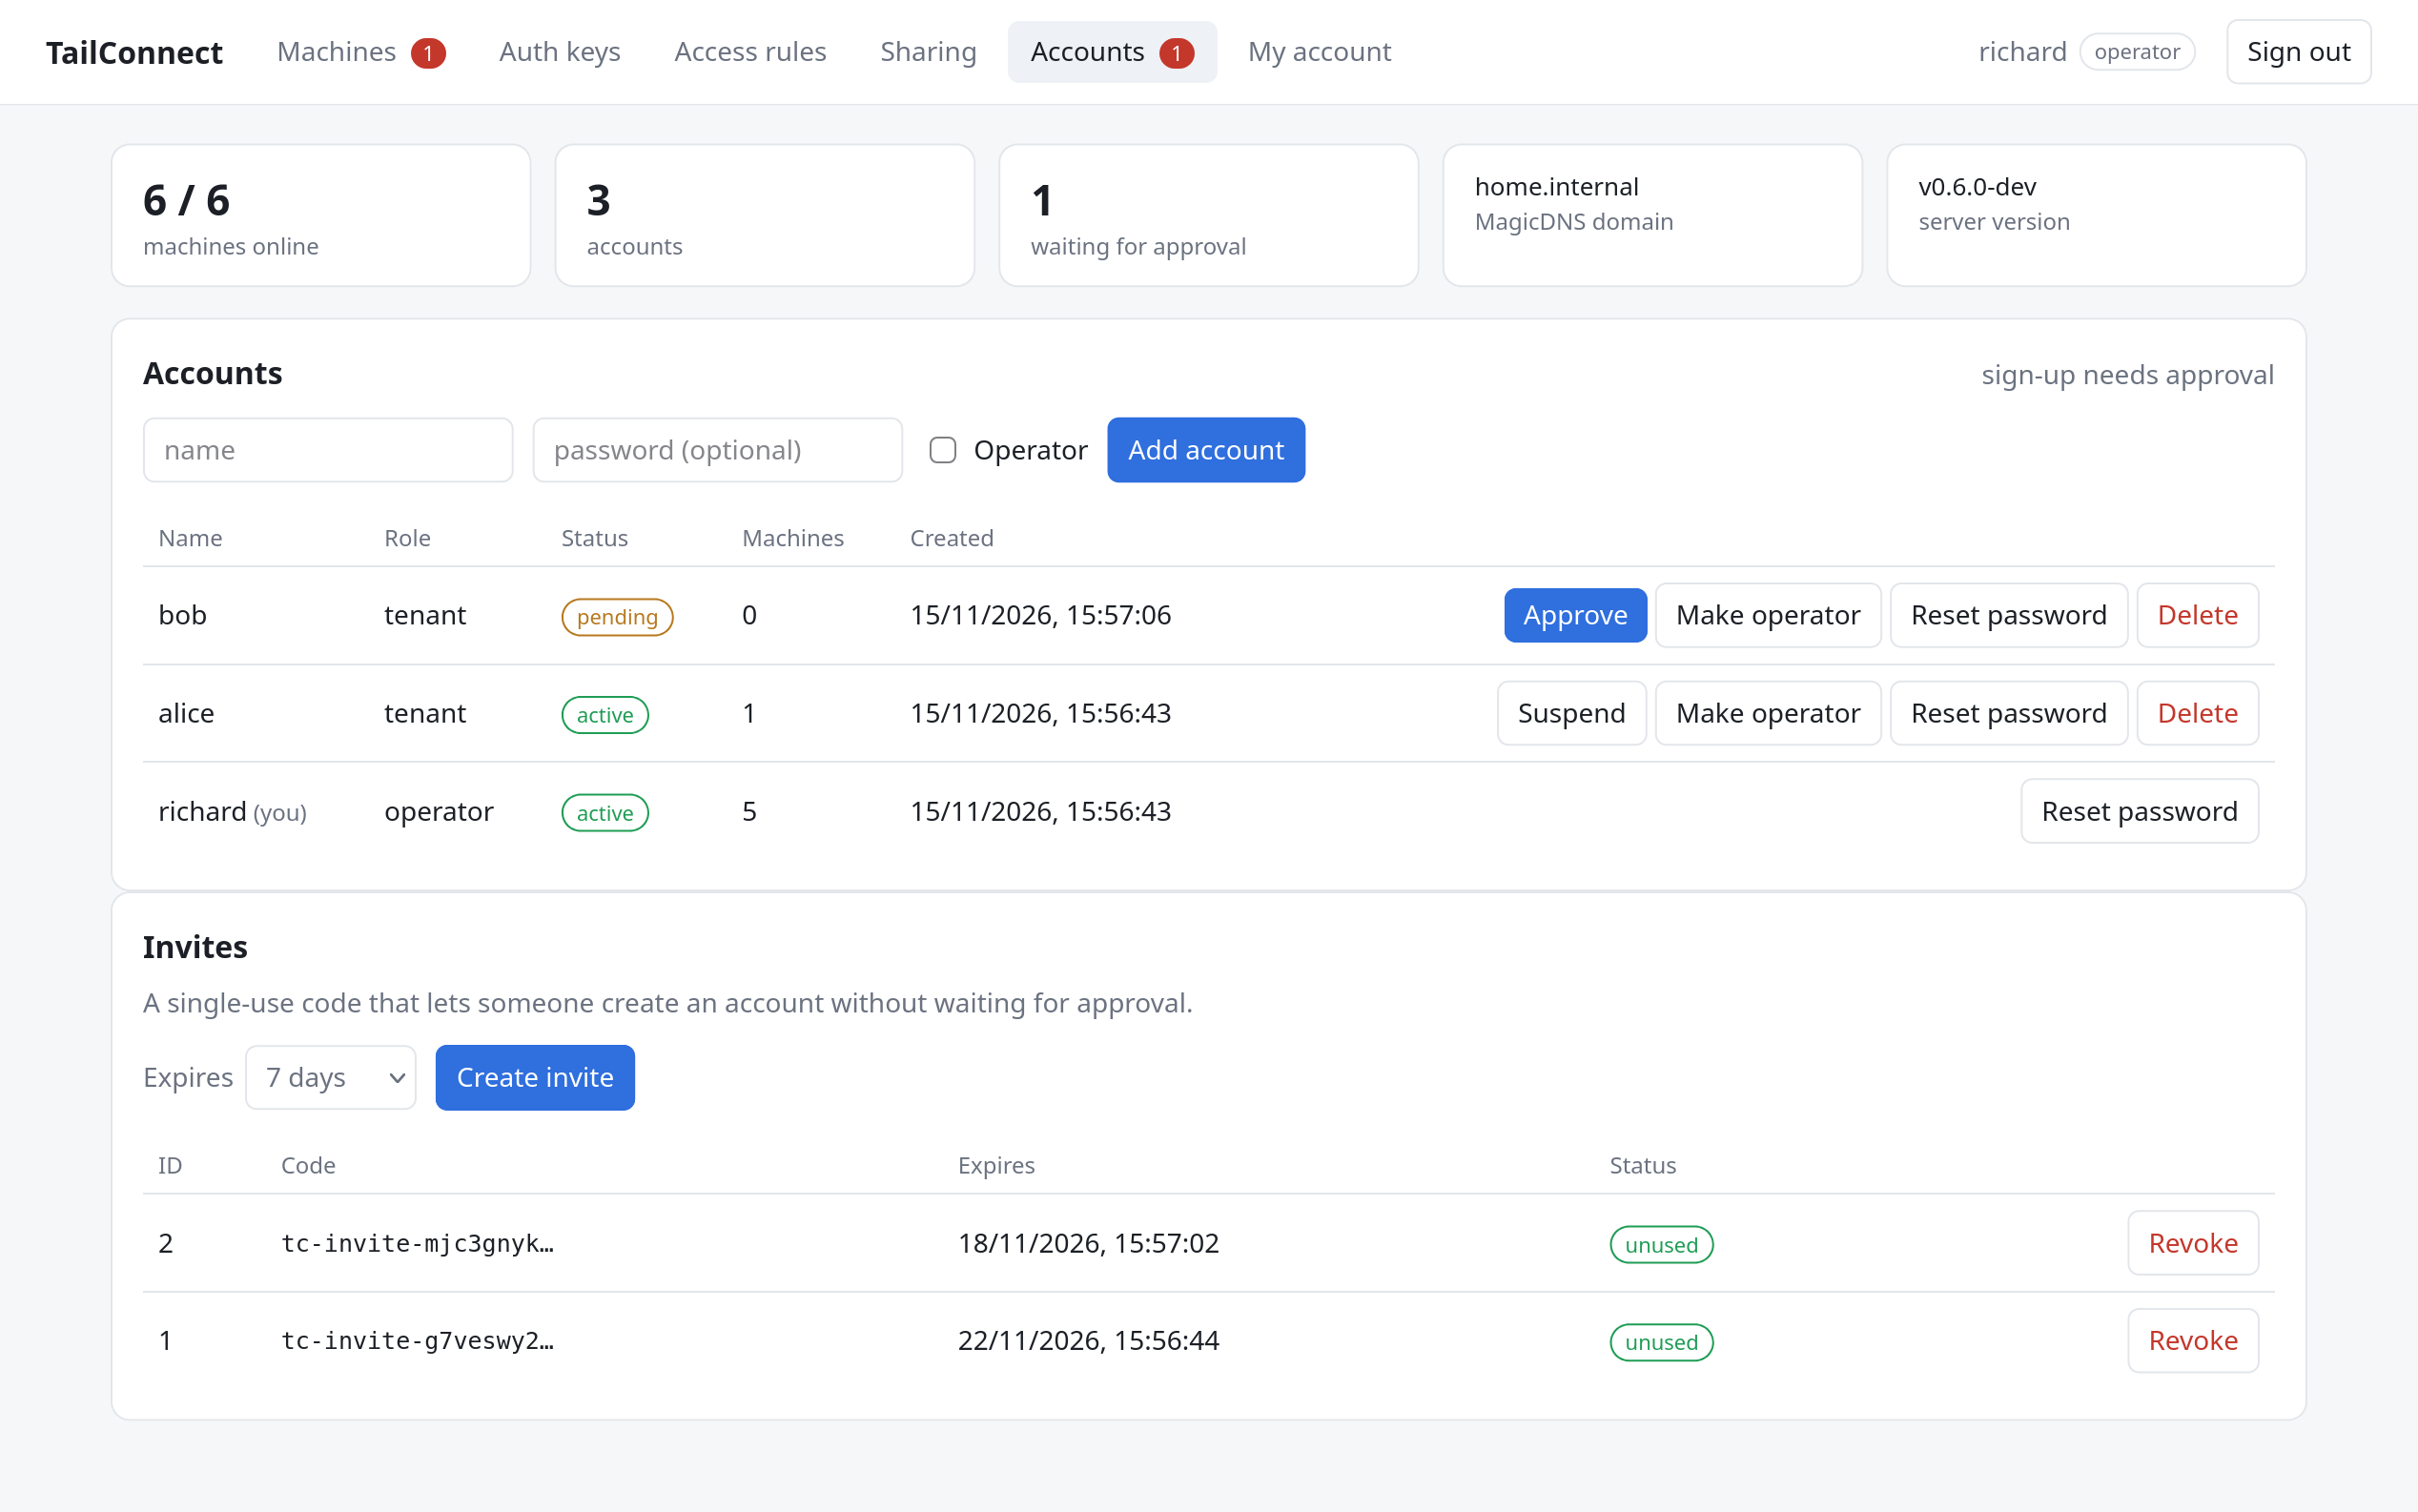 TailConnect Machines 1 Auth keys Access rules Sharing Accounts 1 My account richard operator Sign out
6 / 6
machines online
3
accounts
1
waiting for approval
home.internal
MagicDNS domain
v0.6.0-dev
server version
Accounts sign-up needs approval
name password (optional) Operator Add account
Name Role Status Machines Created
bob tenant pending 0 15/11/2026, 15:57:06 Approve Make operator Reset password Delete
alice tenant active 1 15/11/2026, 15:56:43 Suspend Make operator Reset password Delete
richard (you) operator active 5 15/11/2026, 15:56:43 Reset password
Invites
A single-use code that lets someone create an account without waiting for approval.
Expires 7 days Create invite
ID Code Expires Status
2 tc-invite-mjc3gnyk… 18/11/2026, 15:57:02 unused Revoke
1 tc-invite-g7veswy2… 22/11/2026, 15:56:44 unused Revoke